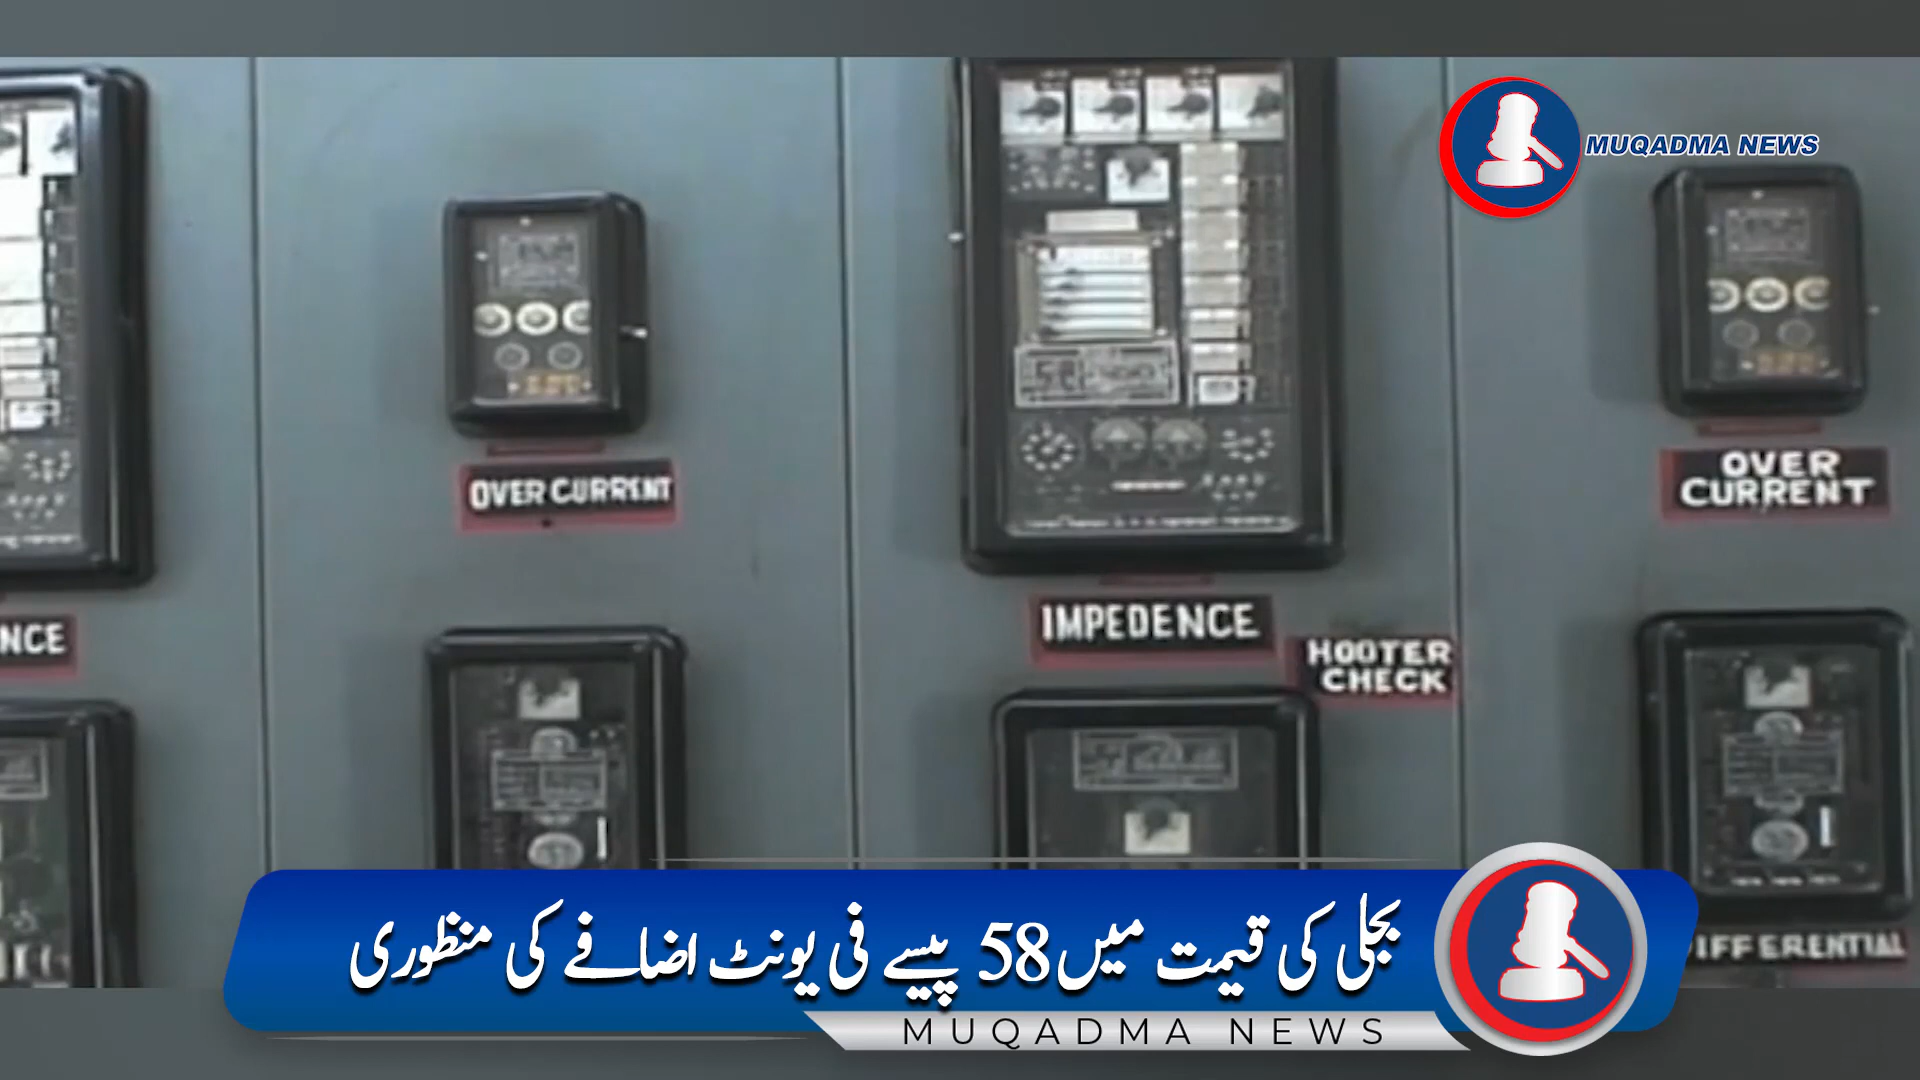 MUQADMA NEWS
OVER CURRENT
OVER
CURRENT
NCE
IMPEDENCE
HOOTER
CHECK
DIFFERENTIAL
بجلی کی قیمت میں 58 پیسے فی یونٹ اضافے کی منظوری
MUQADMA NEWS